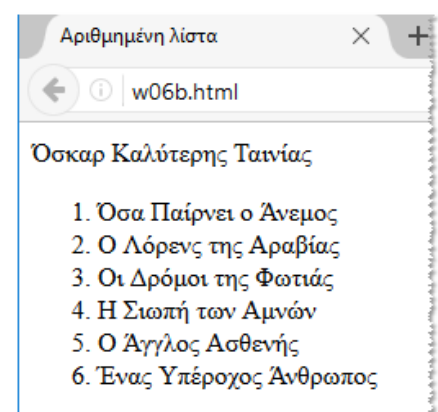 Αριθμημένη λίστα
w06b.html
Όσκαρ Καλύτερης Ταινίας
1. Όσα Παίρνει ο Άνεμος
2. Ο Λόρενς της Αραβίας
3. Οι Δρόμοι της Φωτιάς
4. Η Σιωπή των Αμνών
5. Ο Άγγλος Ασθενής
6. Ένας Υπέροχος Άνθρωπος